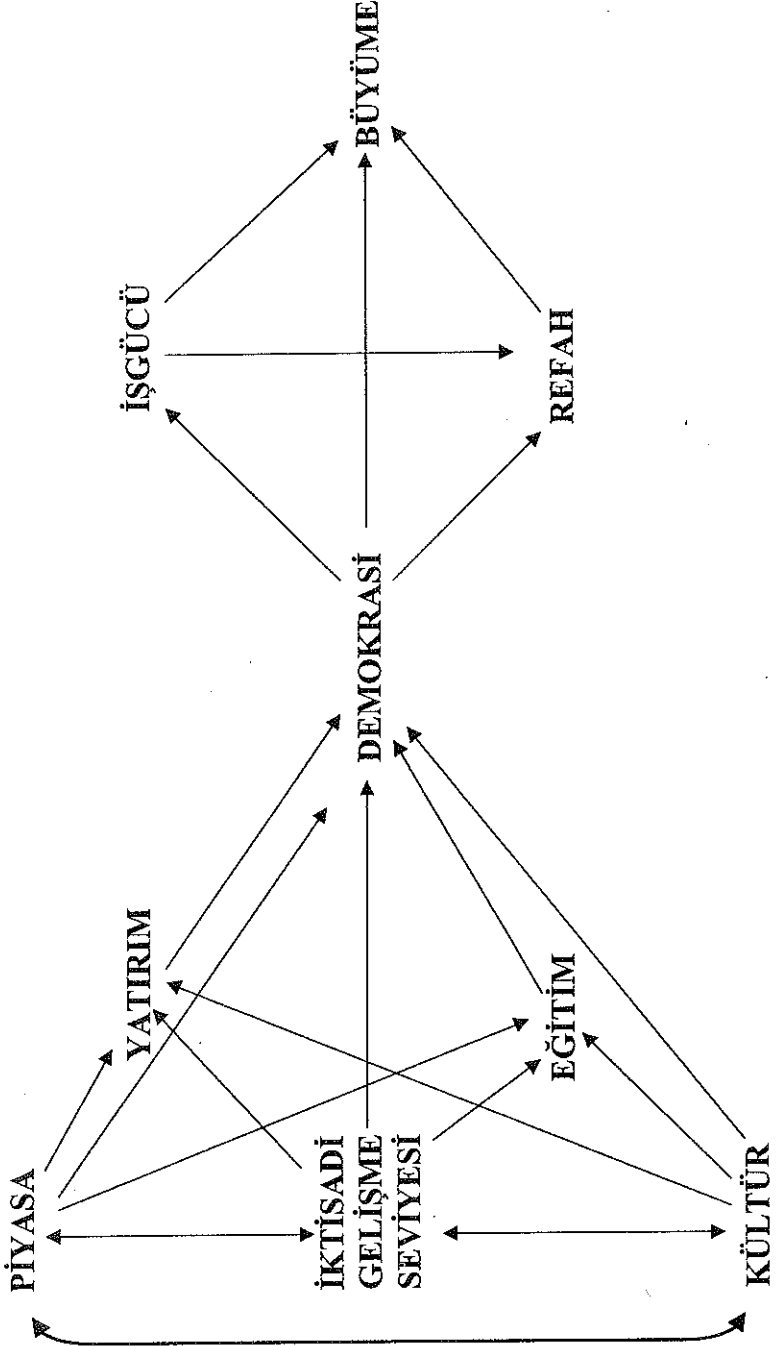 PİYASA
İKTİSADİ
GELİŞME
SEVİYESİ
KÜLTÜR
YATIRIM
EĞİTİM
DEMOKRASİ
İŞGÜCÜ
REFAH
BÜYÜME